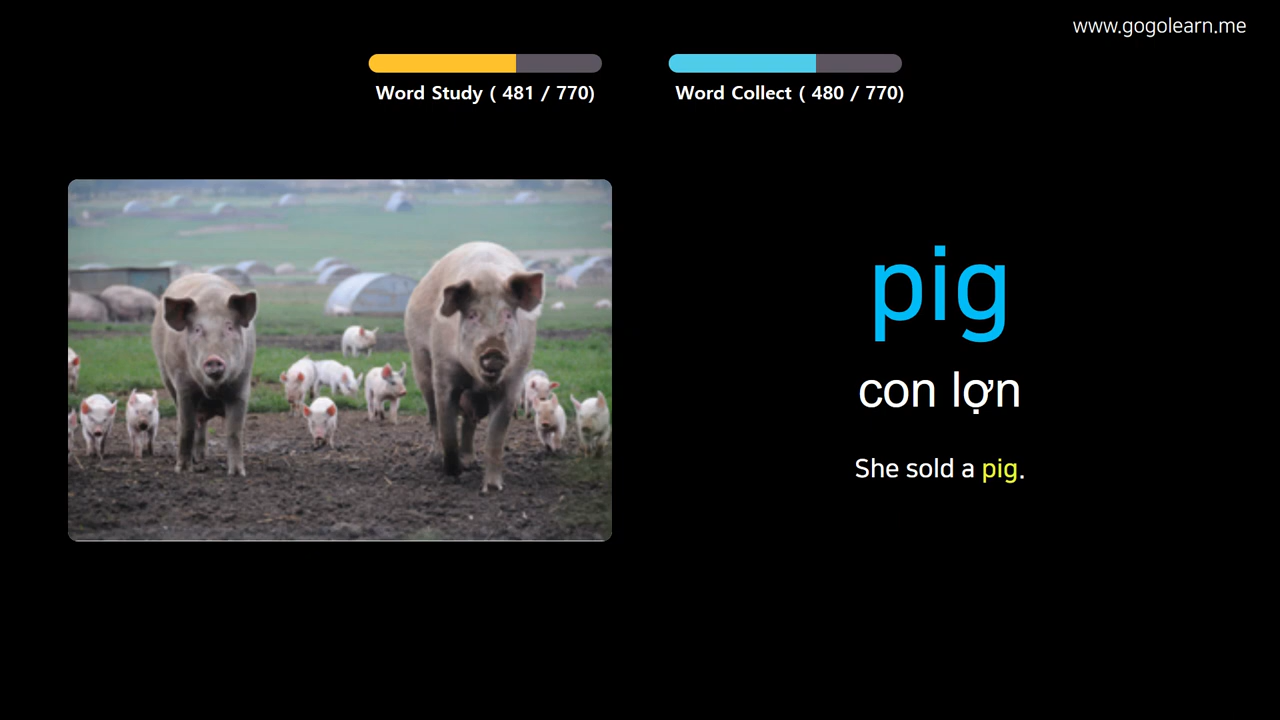 www.gogolearn.me
Word Study ( 481 / 770)
Word Collect ( 480 / 770)
pig
con lợn
She sold a pig.